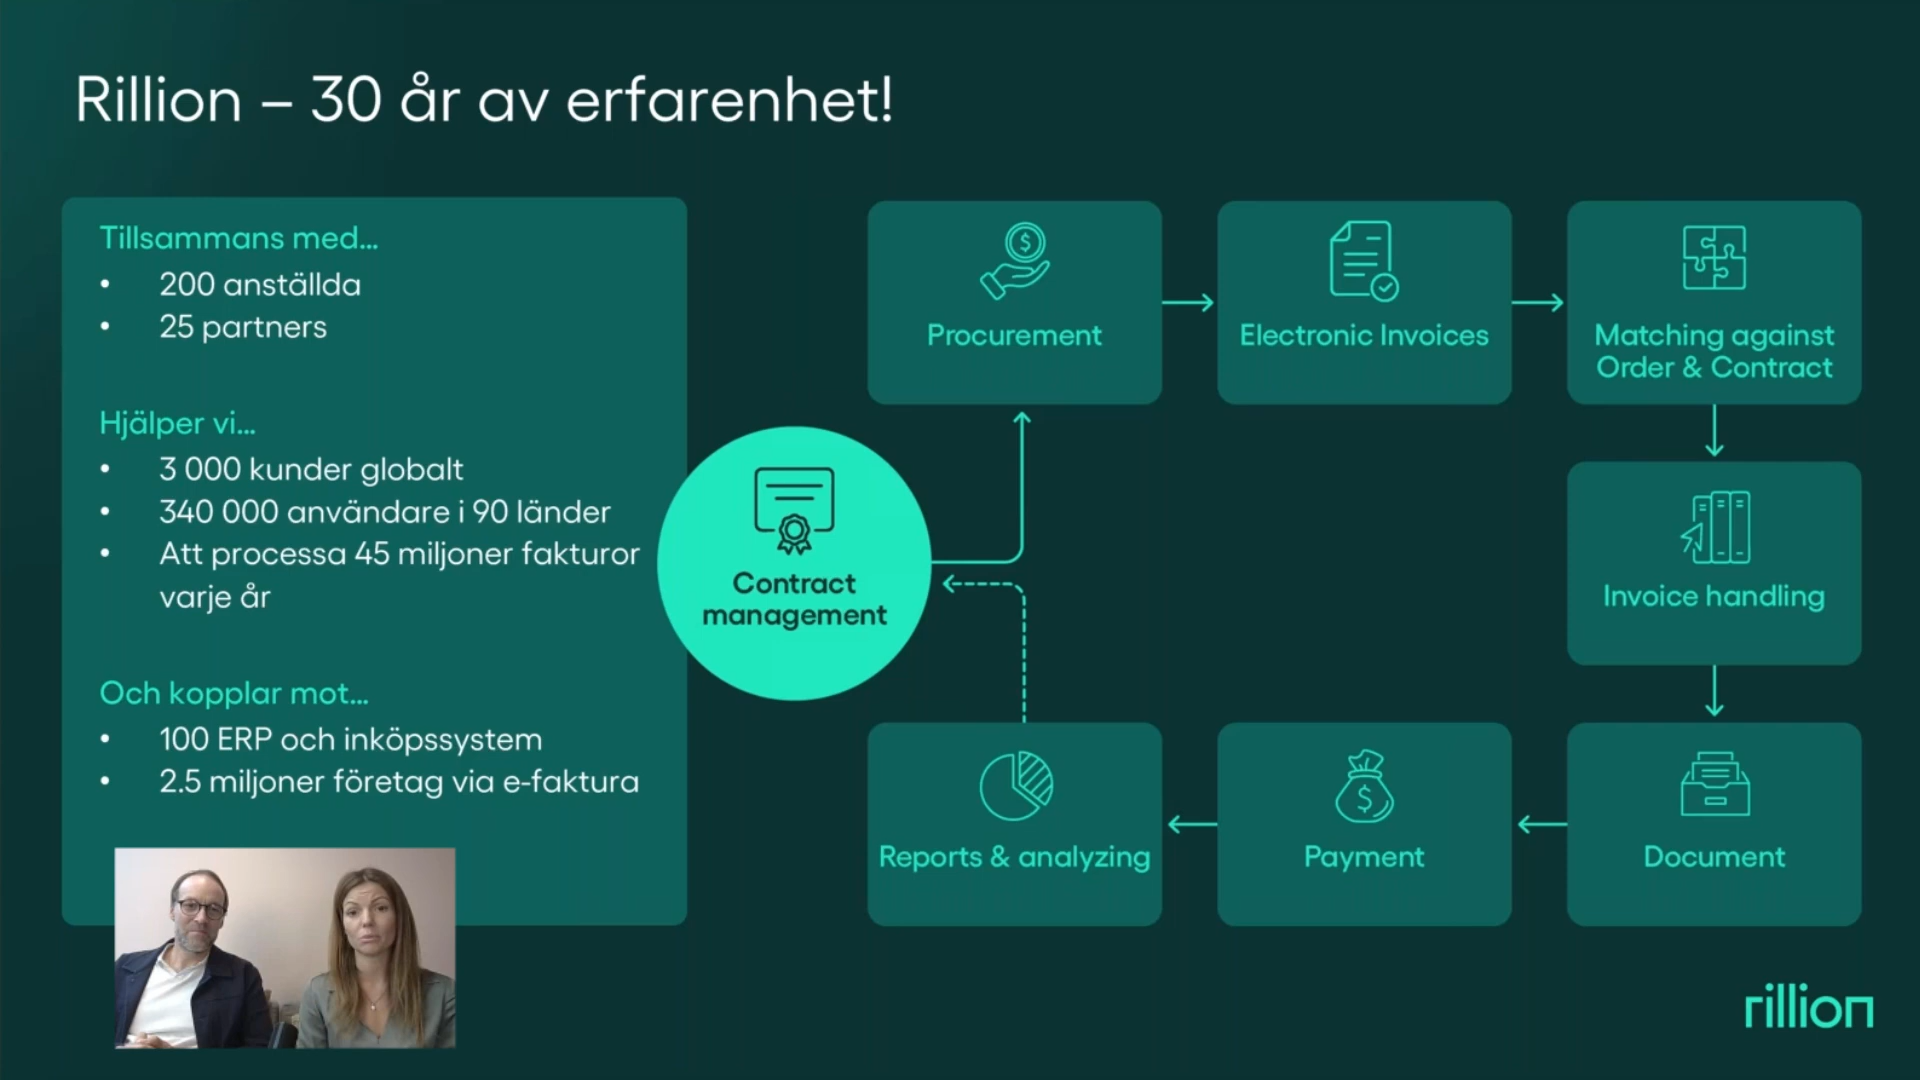 Rillion – 30 år av erfarenhet!
Tillsammans med...
• 200 anställda
• 25 partners
Hjälper vi...
• 3 000 kunder globalt
• 340 000 användare i 90 länder
• Att processa 45 miljoner fakturor
varje år
Och kopplar mot...
• 100 ERP och inköpssystem
• 2.5 miljoner företag via e-faktura
Contract
management
Procurement
Electronic Invoices
Matching against
Order & Contract
Invoice handling
Document
Payment
Reports & analyzing
rillion